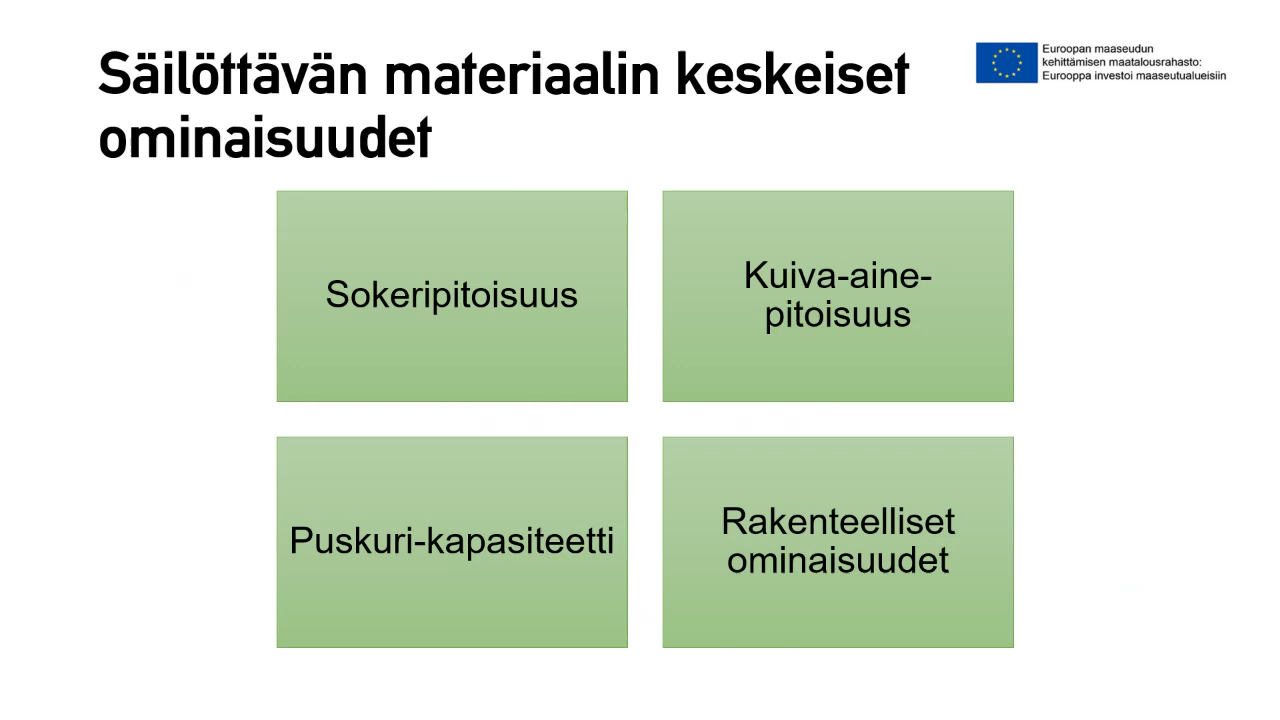 Säilöttävän materiaalin keskeiset
ominaisuudet
Euroopan maaseudun
kehittämisen maatalousrahasto:
Eurooppa investoi maaseutualueisiin
Sokeripitoisuus
Kuiva-aine-
pitoisuus
Puskuri-kapasiteetti
Rakenteelliset
ominaisuudet